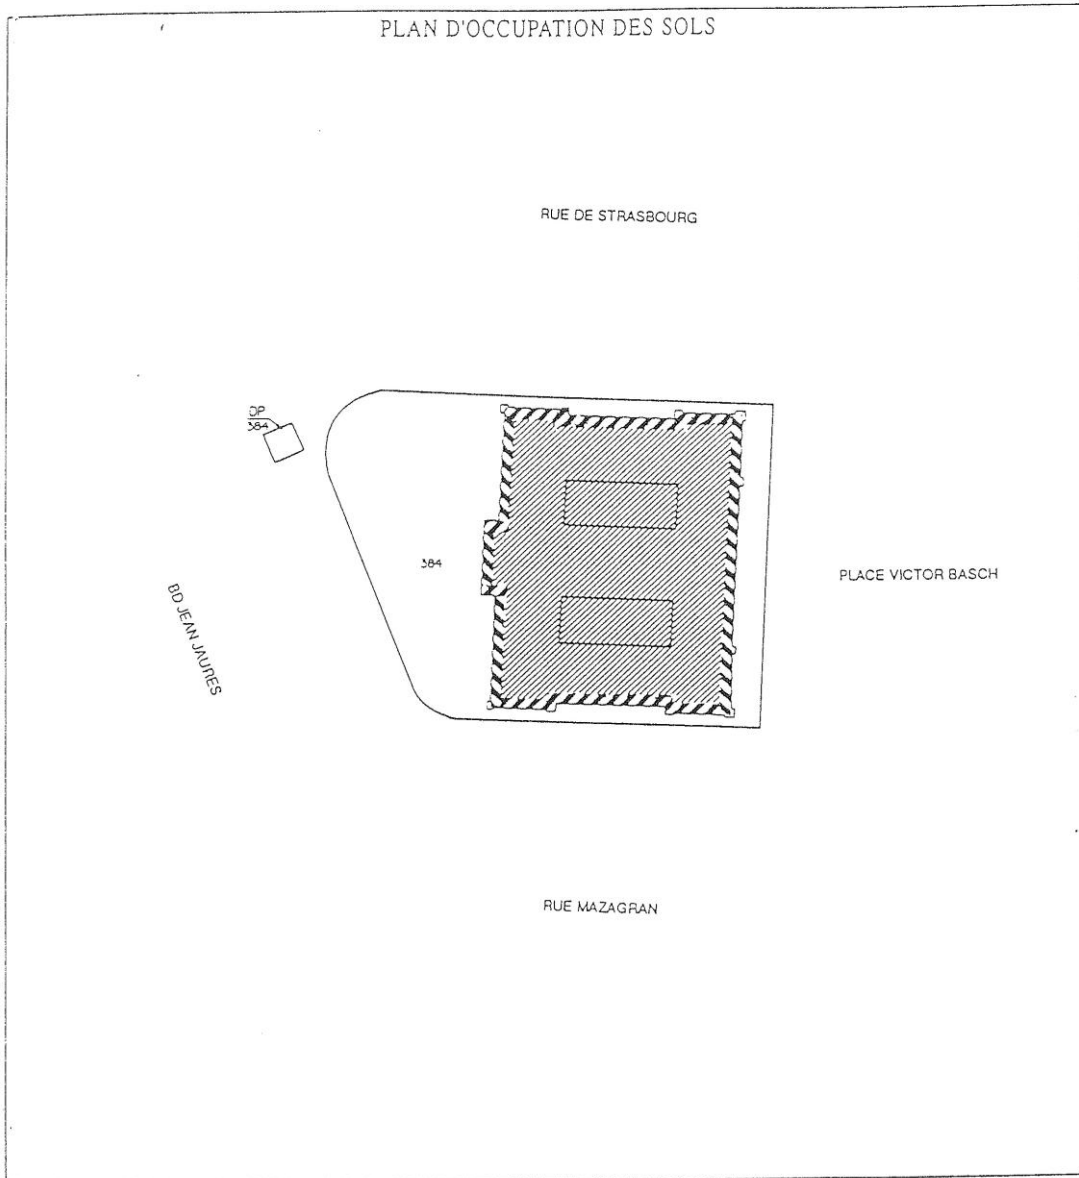 PLAN D'OCCUPATION DES SOLS
RUE DE STRASBOURG
DP
384
384
PLACE VICTOR BASCH
BD JEAN JAURES
RUE MAZAGRAN